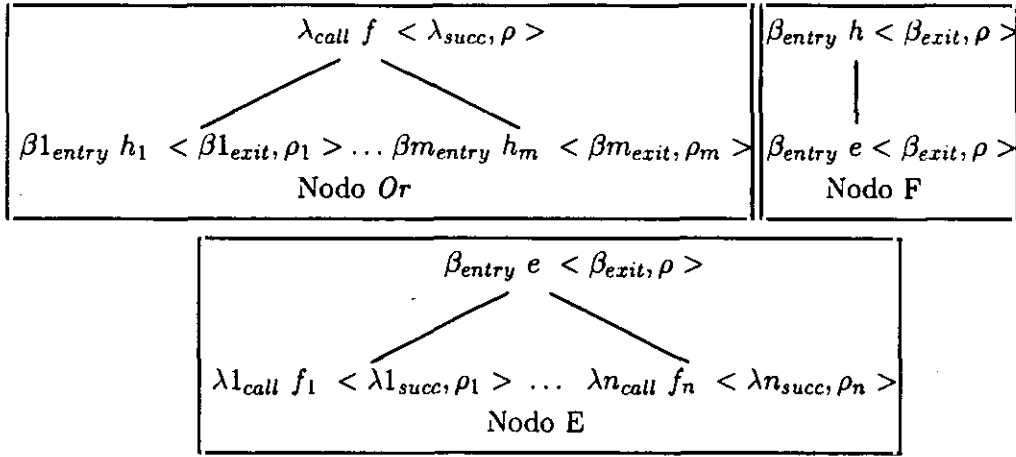 λcall f < λsucc, ρ >
β1entry h1 < β1exit, ρ1 > ... βmentry hm < βmexit, ρm >
Nodo Or
βentry h < βexit, ρ >
βentry e < βexit, ρ >
Nodo F
βentry e < βexit, ρ >
λ1call f1 < λ1succ, ρ1 > ... λncall fn < λnsucc, ρn >
Nodo E